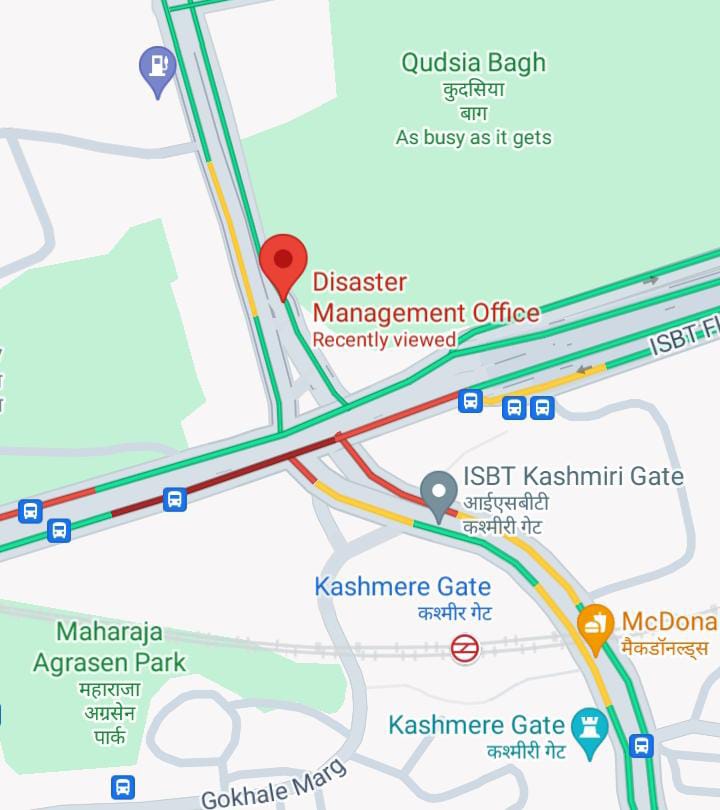 Qudsia Bagh
कुदसिया
बाग
As busy as it gets
Disaster
Management Office
Recently viewed
ISBT Fl
ISBT Kashmiri Gate
आईएसबीटी
कश्मीरी गेट
Kashmere Gate
कश्मीर गेट
McDona
मैकडॉनल्ड्स
Maharaja
Agrasen Park
महाराजा
अग्रसेन
पार्क
Kashmere Gate
कश्मीरी गेट
Gokhale Marg